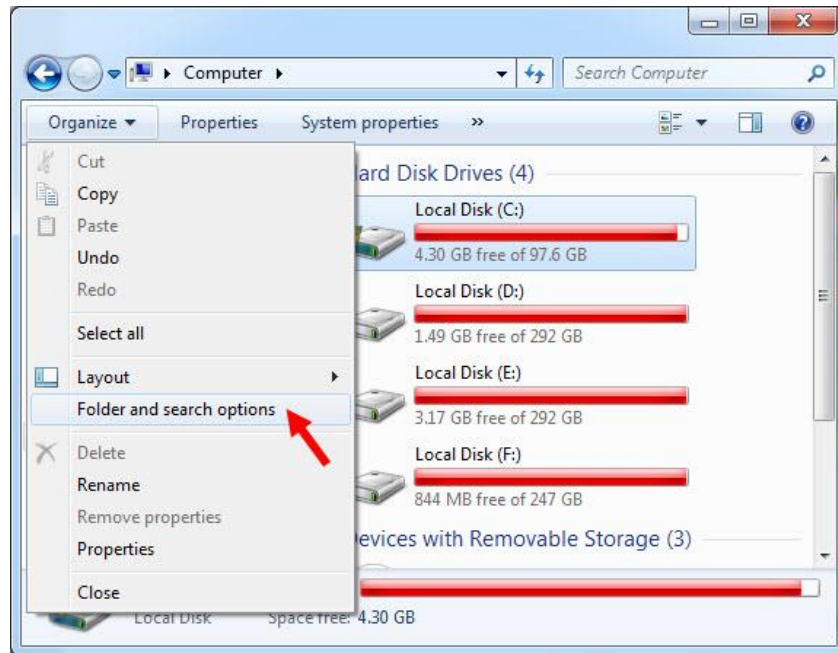 Computer
Search Computer
Organize Properties System properties »
Cut
Copy
Paste
Undo
Redo
Select all
Layout
Folder and search options
Delete
Rename
Remove properties
Properties
Close
ard Disk Drives (4)
Local Disk (C:)
4.30 GB free of 97.6 GB
Local Disk (D:)
1.49 GB free of 292 GB
Local Disk (E:)
3.17 GB free of 292 GB
Local Disk (F:)
844 MB free of 247 GB
evices with Removable Storage (3)
Local Disk Space free: 4.30 GB